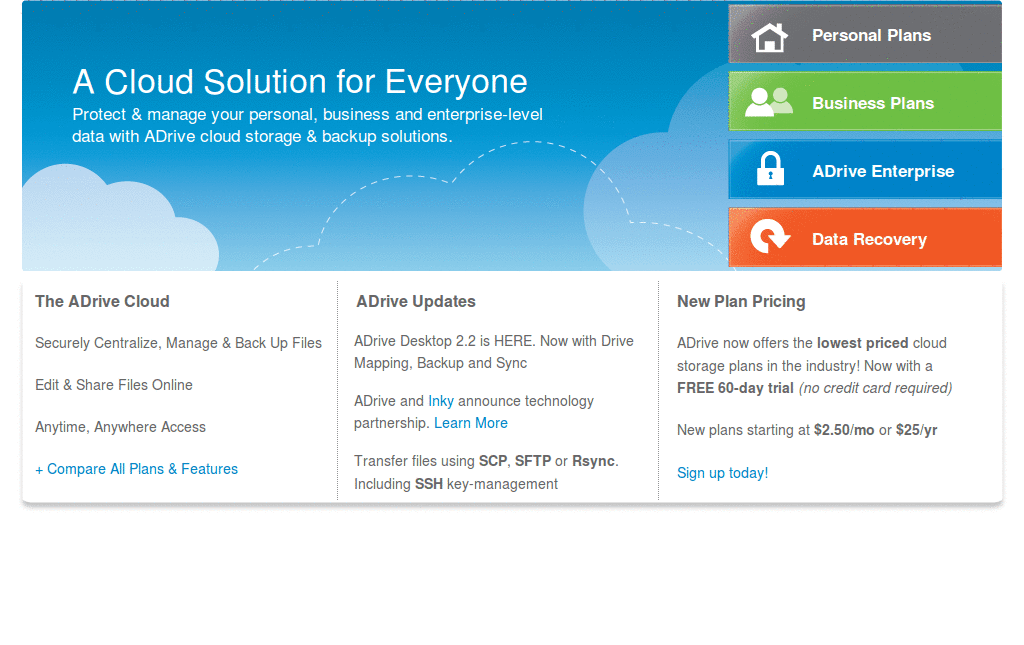 A Cloud Solution for Everyone
Protect & manage your personal, business and enterprise-level
data with ADrive cloud storage & backup solutions.
Personal Plans
Business Plans
ADrive Enterprise
Data Recovery
The ADrive Cloud
Securely Centralize, Manage & Back Up Files
Edit & Share Files Online
Anytime, Anywhere Access
+ Compare All Plans & Features
ADrive Updates
ADrive Desktop 2.2 is HERE. Now with Drive
Mapping, Backup and Sync
ADrive and Inky announce technology
partnership. Learn More
Transfer files using SCP, SFTP or Rsync.
Including SSH key-management
New Plan Pricing
ADrive now offers the lowest priced cloud
storage plans in the industry! Now with a
FREE 60-day trial (no credit card required)
New plans starting at $2.50/mo or $25/yr
Sign up today!